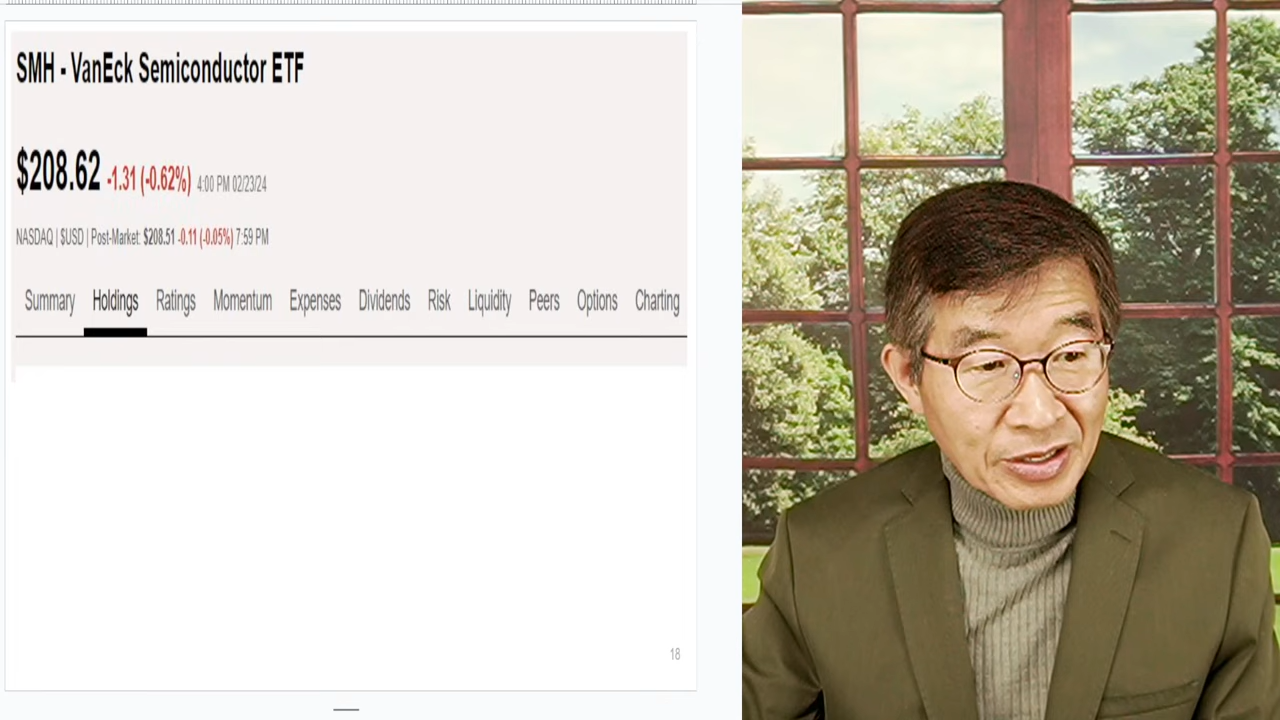 SMH - VanEck Semiconductor ETF
$208.62 -1.31 (-0.62%) 4:00 PM 02/23/24
NASDAQ | $USD | Post-Market: $208.51 -0.11 (-0.05%) 7:59 PM
Summary Holdings Ratings Momentum Expenses Dividends Risk Liquidity Peers Options Charting
18